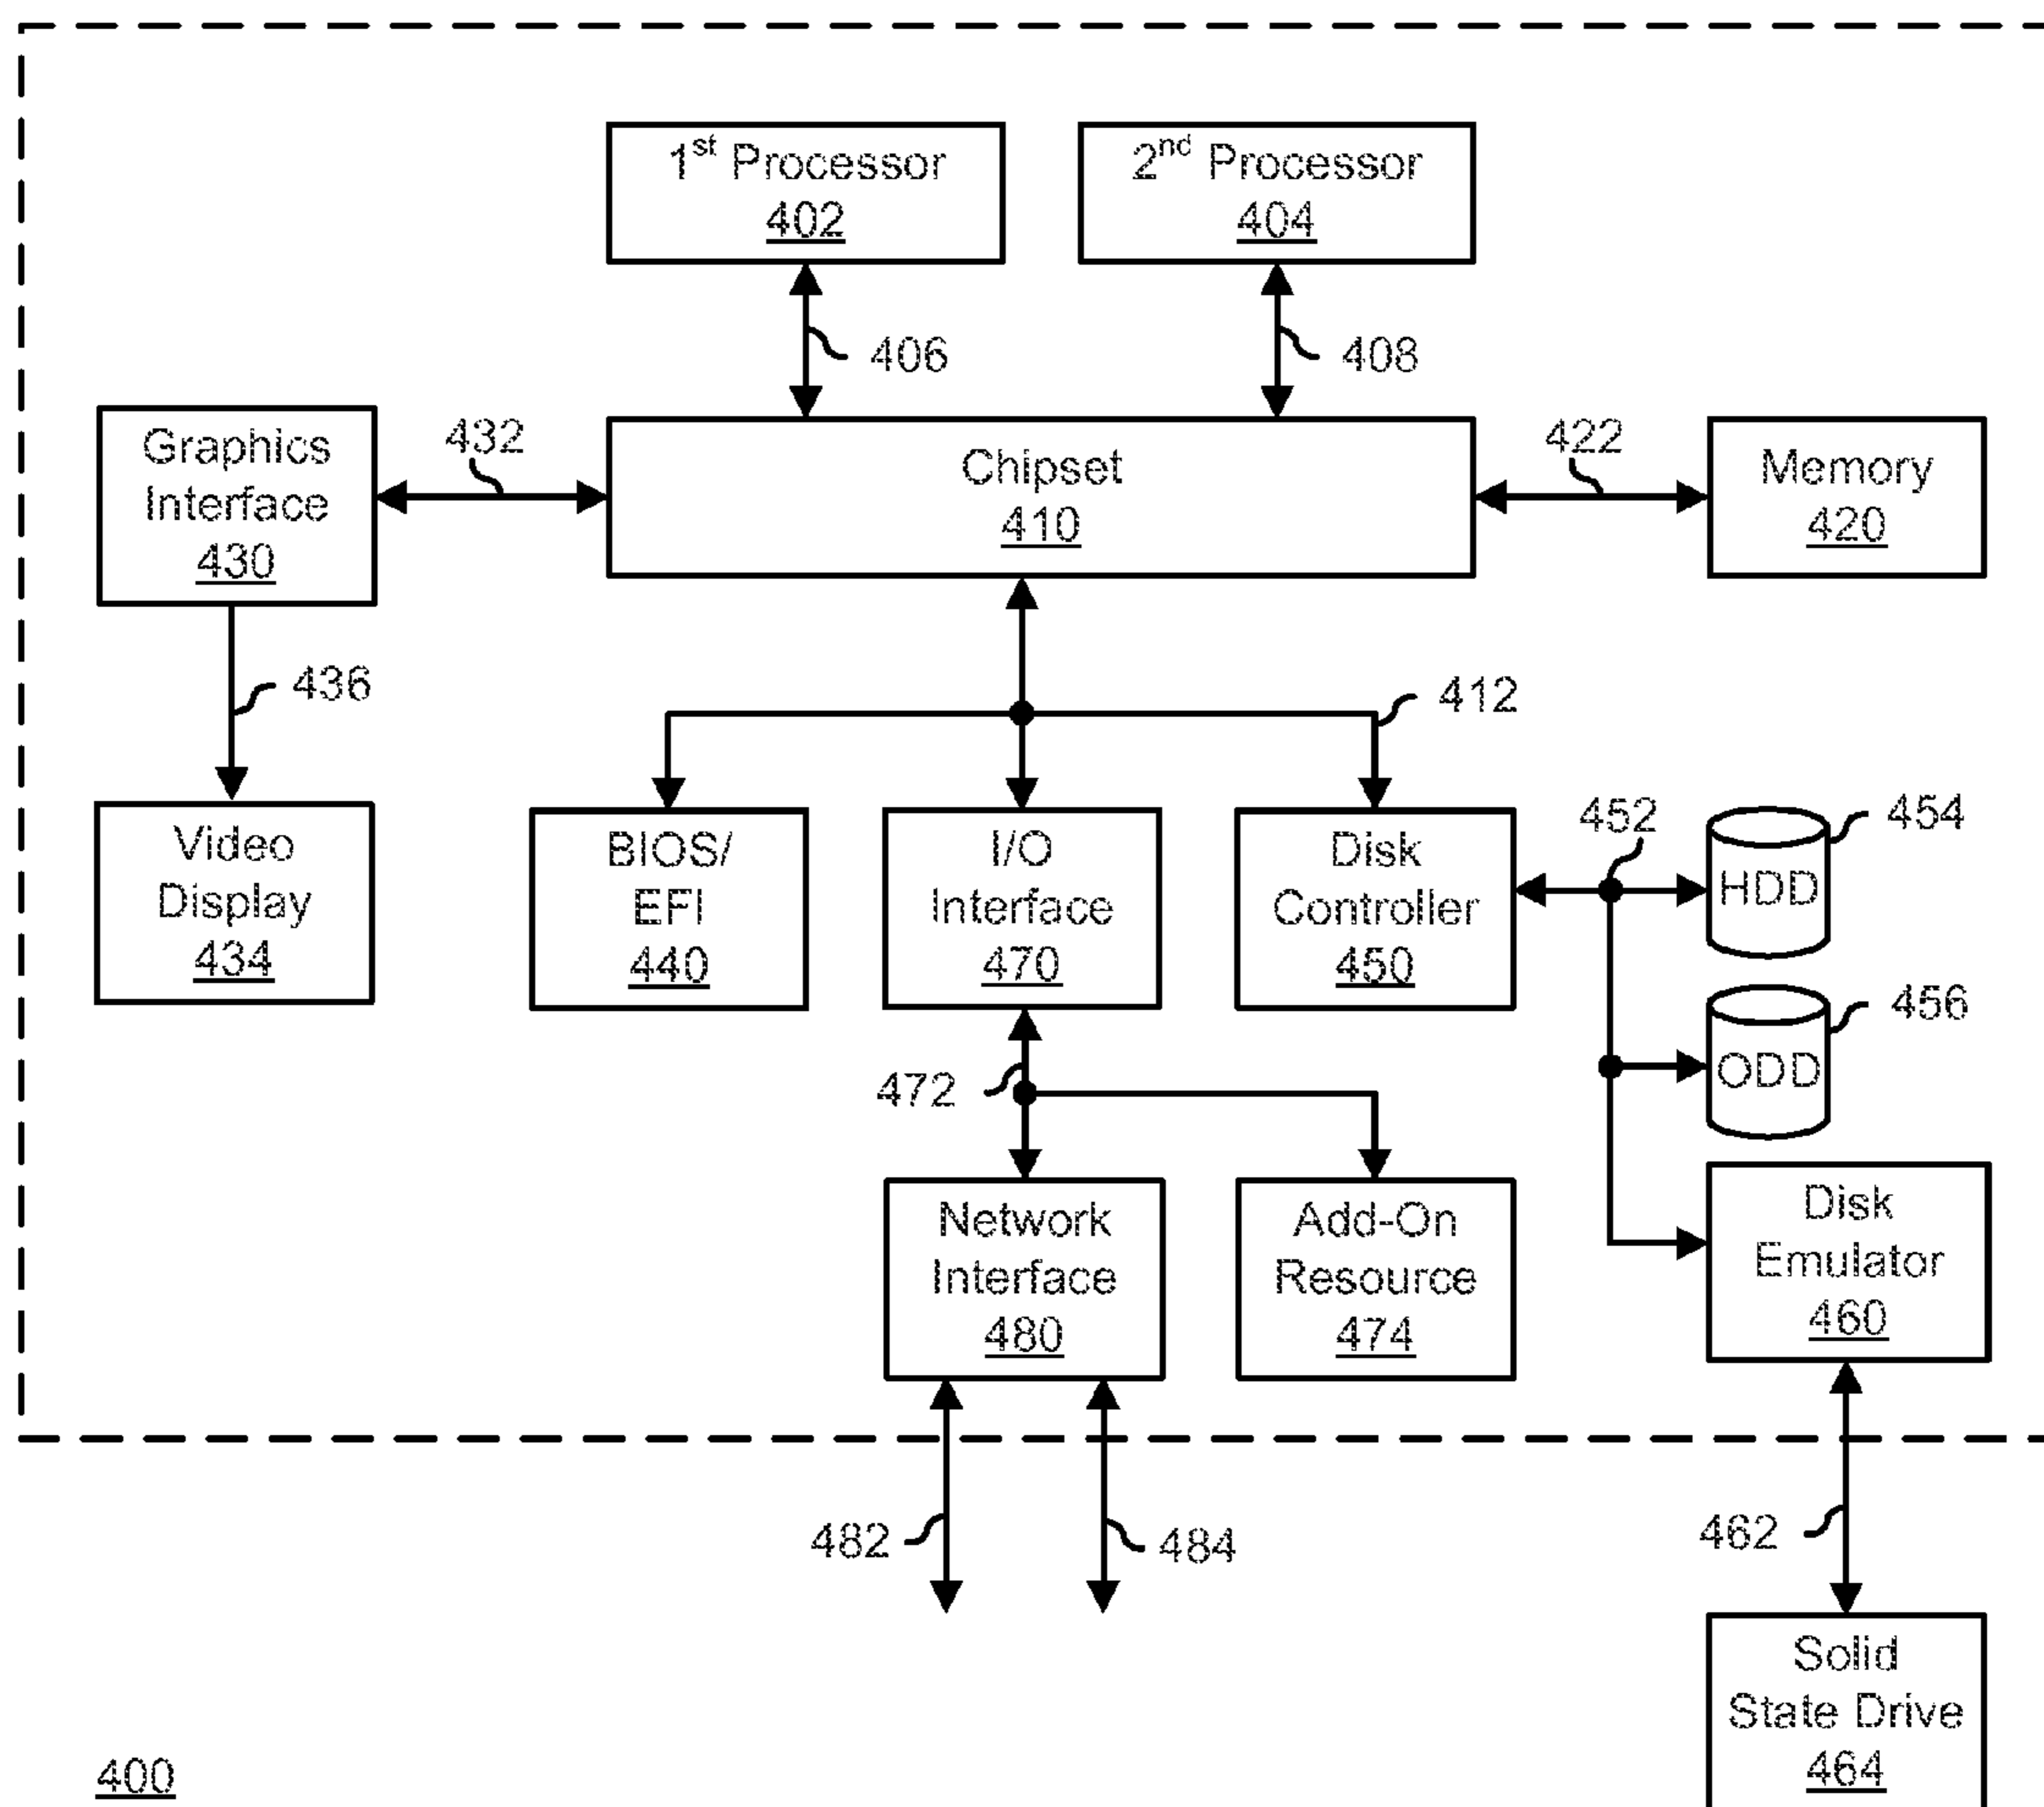 1st Processor
402
2nd Processor
404
406
408
Graphics
Interface
430
432
Chipset
410
422
Memory
420
436
412
Video
Display
434
BIOS/
EFI
440
I/O
Interface
470
Disk
Controller
450
452
HDD
454
ODD
456
472
Network
Interface
480
Add-On
Resource
474
Disk
Emulator
460
482
484
462
Solid
State Drive
464
400